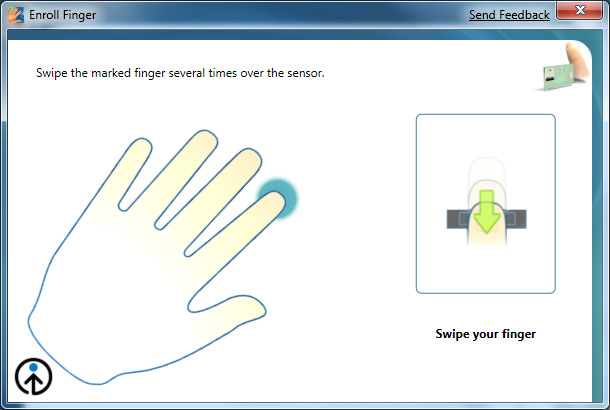 Enroll Finger
Send Feedback
Swipe the marked finger several times over the sensor.
Swipe your finger